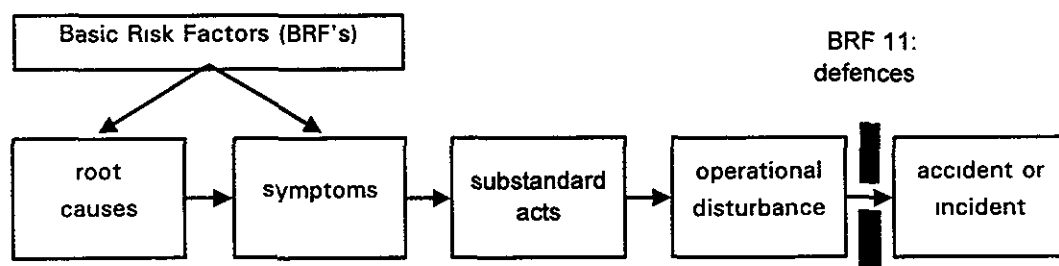 Basic Risk Factors (BRF's)
BRF 11:
defences
root
causes
symptoms
substandard
acts
operational
disturbance
accident or
incident